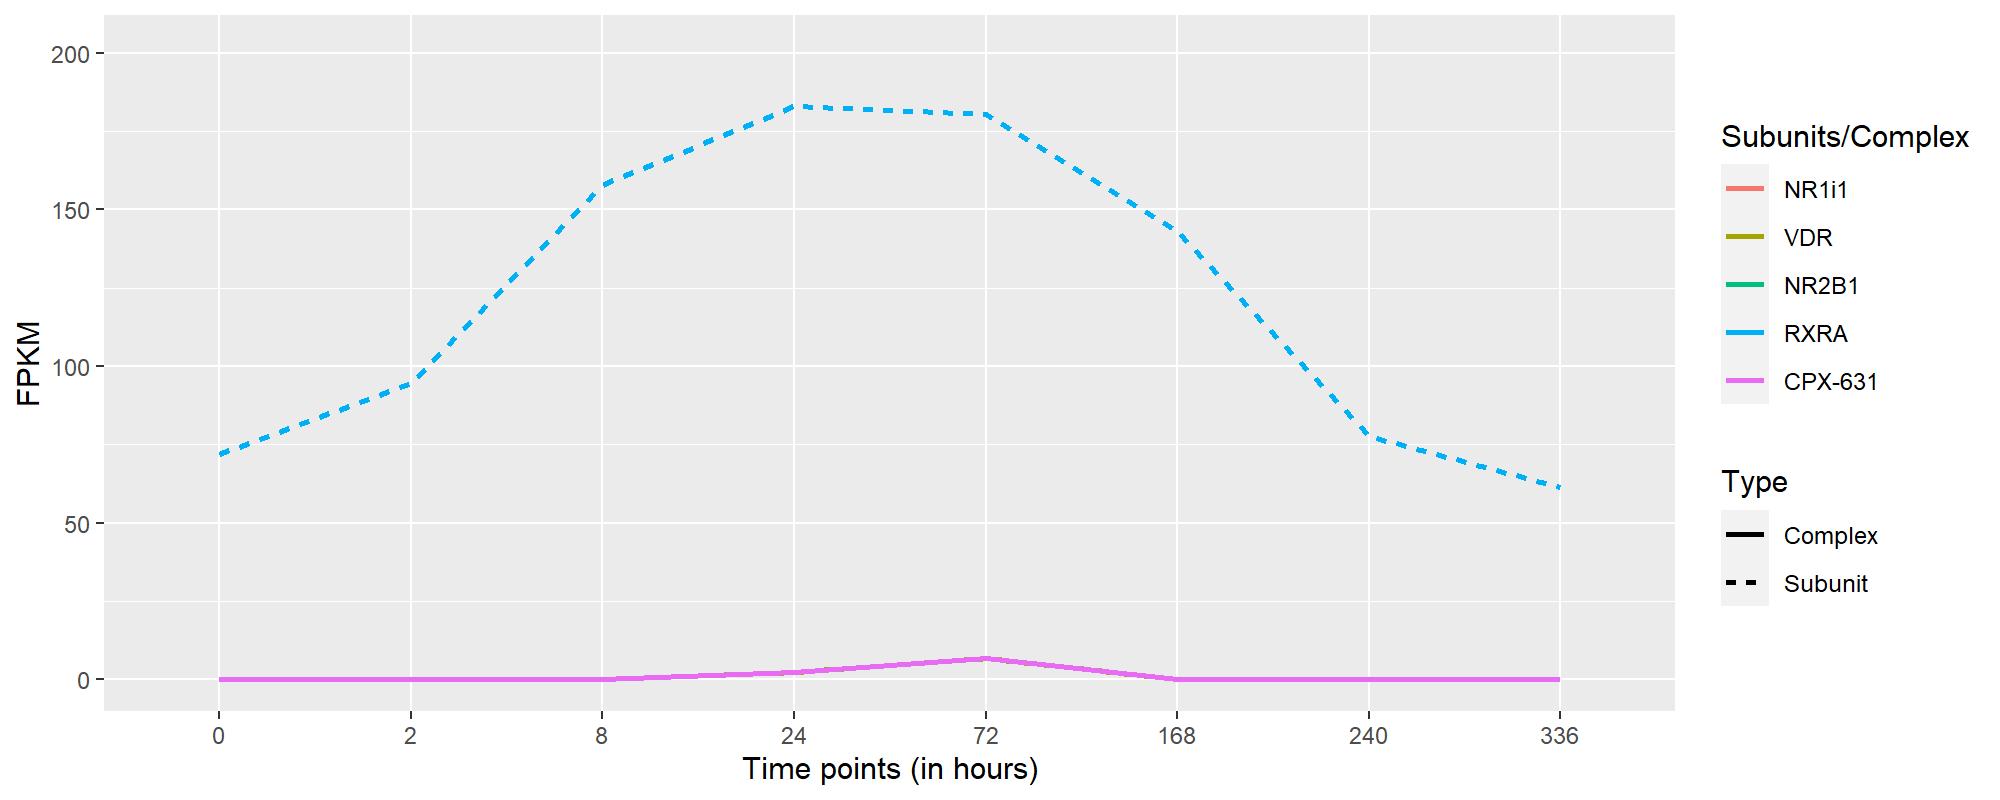 200
150
100
50
0
FPKM
0 2 8 24 72 168 240 336
Time points (in hours)
Subunits/Complex
NR1i1
VDR
NR2B1
RXRA
CPX-631
Type
Complex
Subunit